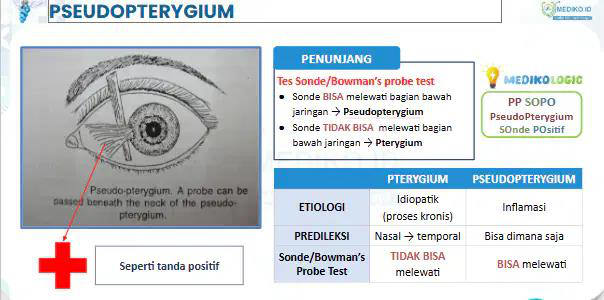 PSEUDOPTERYGIUM
MEDIKO.ID
Pseudo-pterygium. A probe can be
passed beneath the neck of the pseudo-
pterygium.
Seperti tanda positif
PENUNJANG
Tes Sonde/Bowman's probe test
• Sonde BISA melewati bagian bawah
jaringan → Pseudopterygium
• Sonde TIDAK BISA melewati bagian
bawah jaringan → Pterygium
MEDIKOLOGIC
PP SOPO
PseudoPterygium
SOnde POsitif
PTERYGIUM PSEUDOPTERYGIUM
ETIOLOGI Idiopatik Inflamasi
(proses kronis)
PREDILEKSI Nasal → temporal Bisa dimana saja
Sonde/Bowman's TIDAK BISA BISA melewati
Probe Test melewati